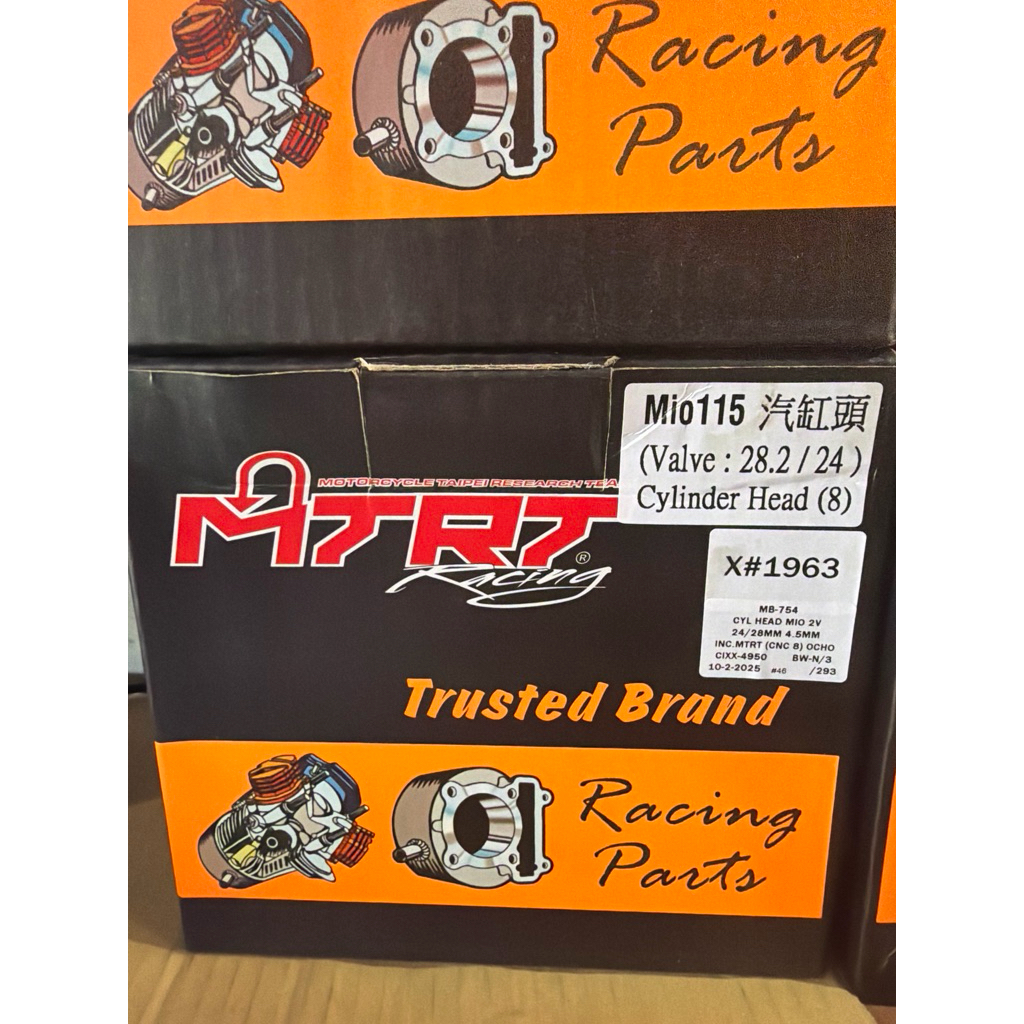 Racing
Parts
Mio115 汽缸頭
(Valve : 28.2 / 24 )
Cylinder Head (8)
MOTORCYCLE TAIPEI RESEARCH TEA
MTRT®
Racing
X#1963
MB-754
CYL HEAD MIO 2V
24/28MM 4.5MM
INC.MTRT (CNC 8) OCHO
CIXX-4950 BW-N/3
10-2-2025 #46 /293
Trusted Brand
Racing
Parts